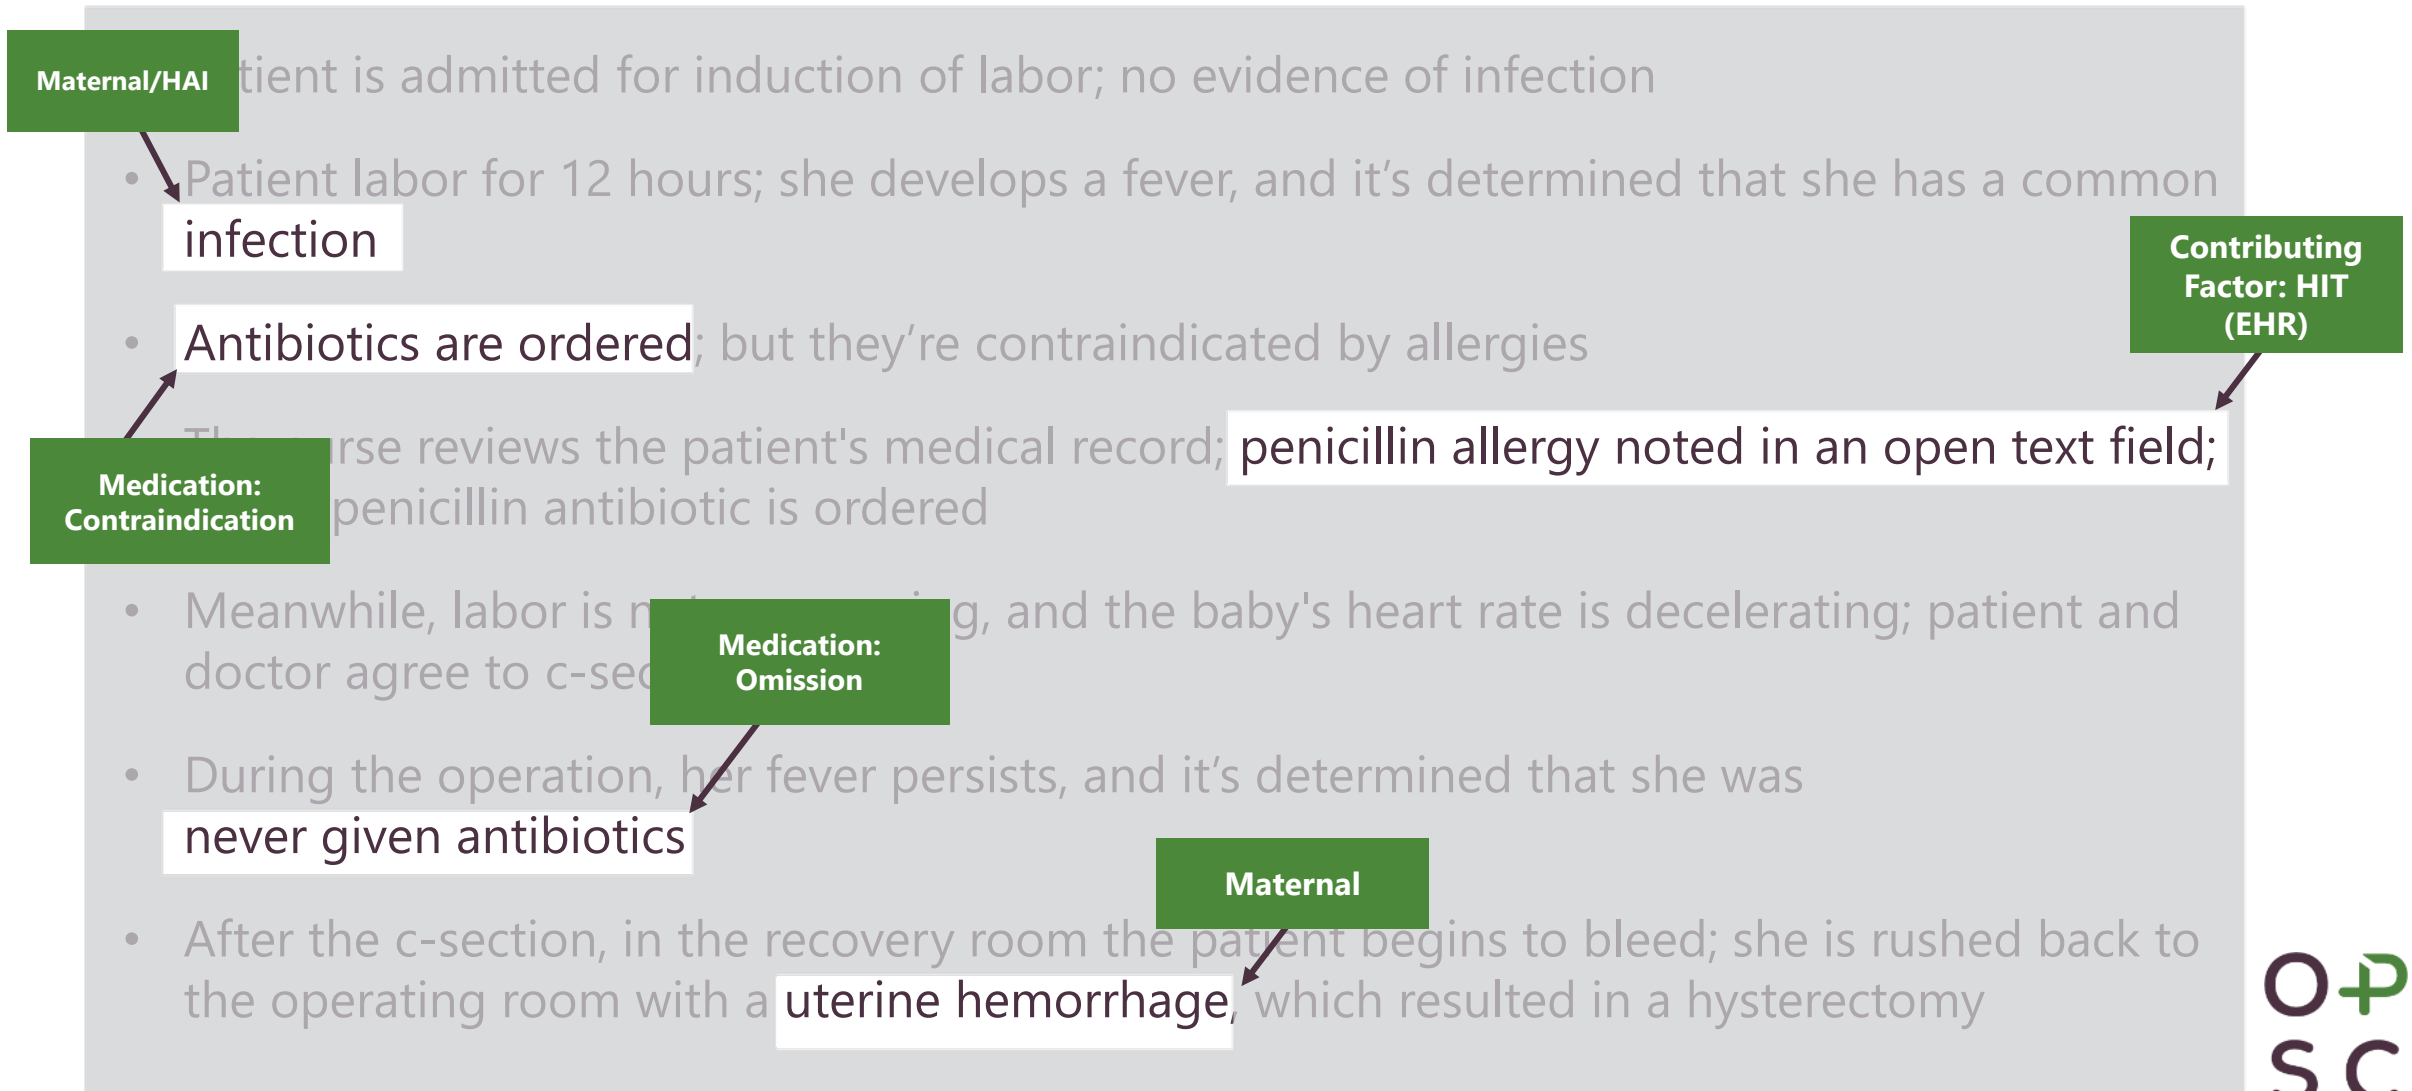 Maternal/HAI
tient is admitted for induction of labor; no evidence of infection
• Patient labor for 12 hours; she develops a fever, and it’s determined that she has a common
infection
Contributing
Factor: HIT
(EHR)
• Antibiotics are ordered; but they’re contraindicated by allergies
urse reviews the patient's medical record; penicillin allergy noted in an open text field;
penicillin antibiotic is ordered
Medication:
Contraindication
• Meanwhile, labor is g, and the baby's heart rate is decelerating; patient and
doctor agree to c-sec
Medication:
Omission
• During the operation, her fever persists, and it’s determined that she was
never given antibiotics
Maternal
• After the c-section, in the recovery room the patient begins to bleed; she is rushed back to
the operating room with a uterine hemorrhage, which resulted in a hysterectomy
OP
SC